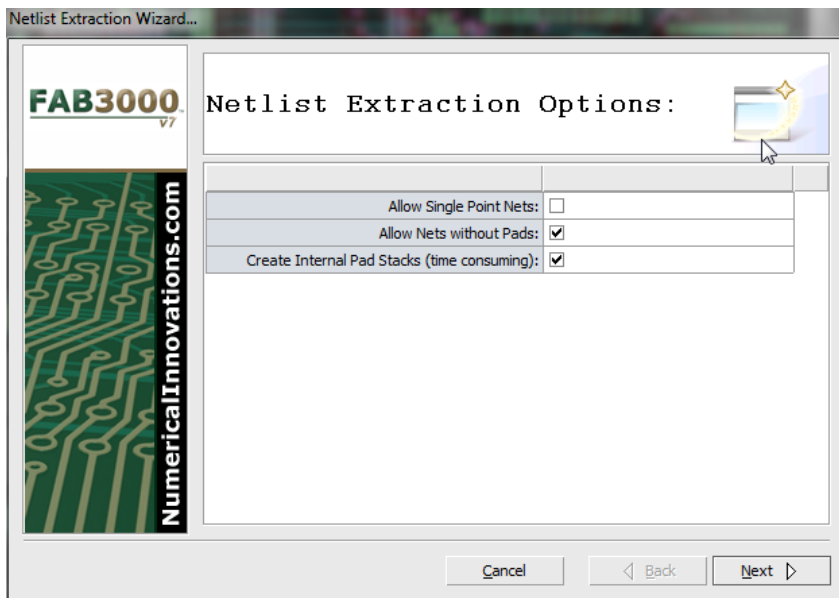 Netlist Extraction Wizard...
FAB3000
v7
NumericalInnovations.com
Netlist Extraction Options:
Allow Single Point Nets:
Allow Nets without Pads:
Create Internal Pad Stacks (time consuming):
Cancel
Back
Next